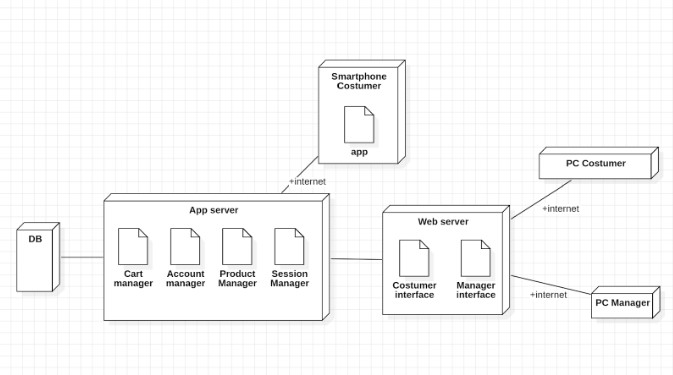 Smartphone
Costumer
app
+internet
PC Costumer
+internet
App server
Web server
DB
Cart
manager
Account
manager
Product
Manager
Session
Manager
Costumer
interface
Manager
interface
+internet
PC Manager